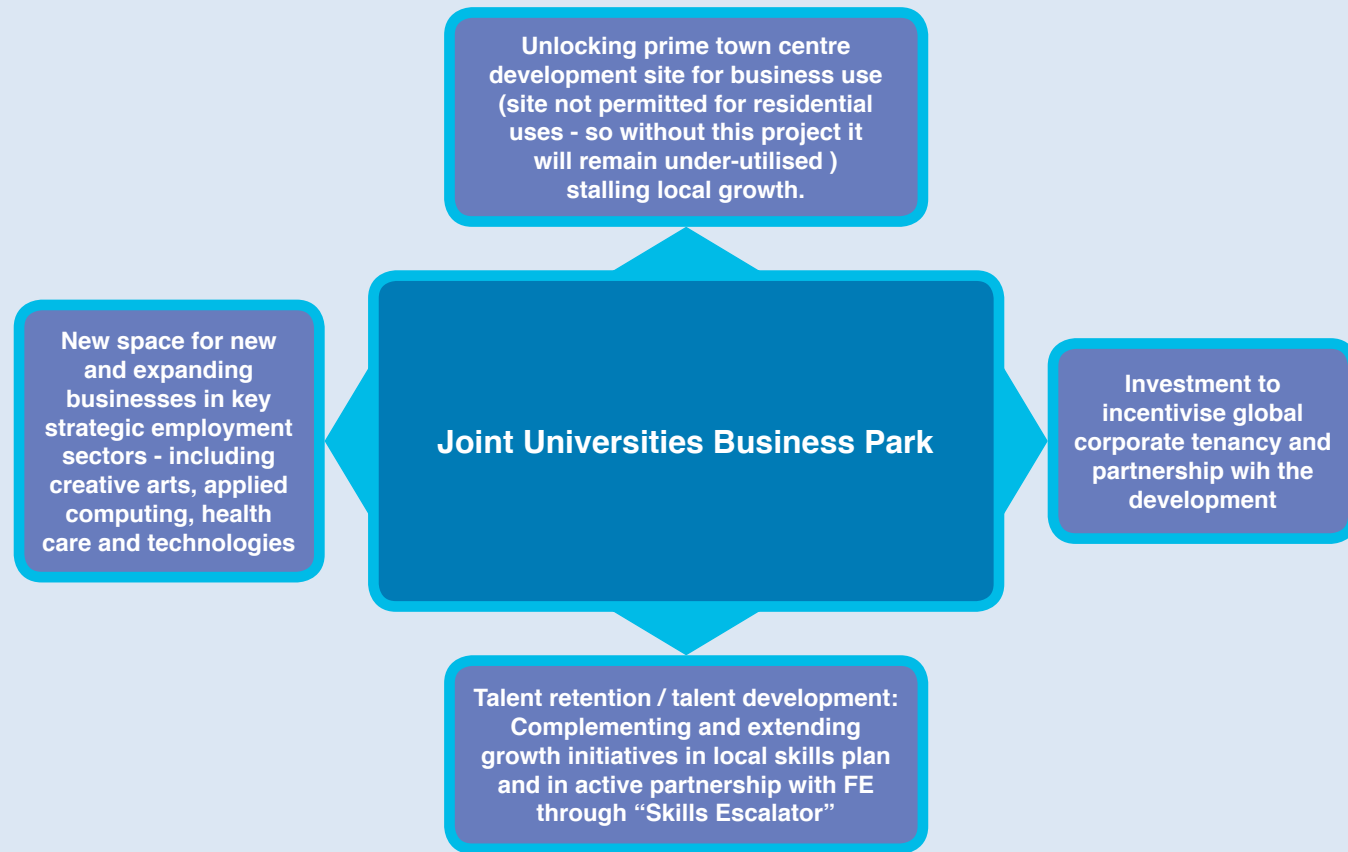 Unlocking prime town centre
development site for business use
(site not permitted for residential
uses - so without this project it
will remain under-utilised )
stalling local growth.
New space for new
and expanding
businesses in key
strategic employment
sectors - including
creative arts, applied
computing, health
care and technologies
Joint Universities Business Park
Investment to
incentivise global
corporate tenancy and
partnership wih the
development
Talent retention / talent development:
Complementing and extending
growth initiatives in local skills plan
and in active partnership with FE
through “Skills Escalator”